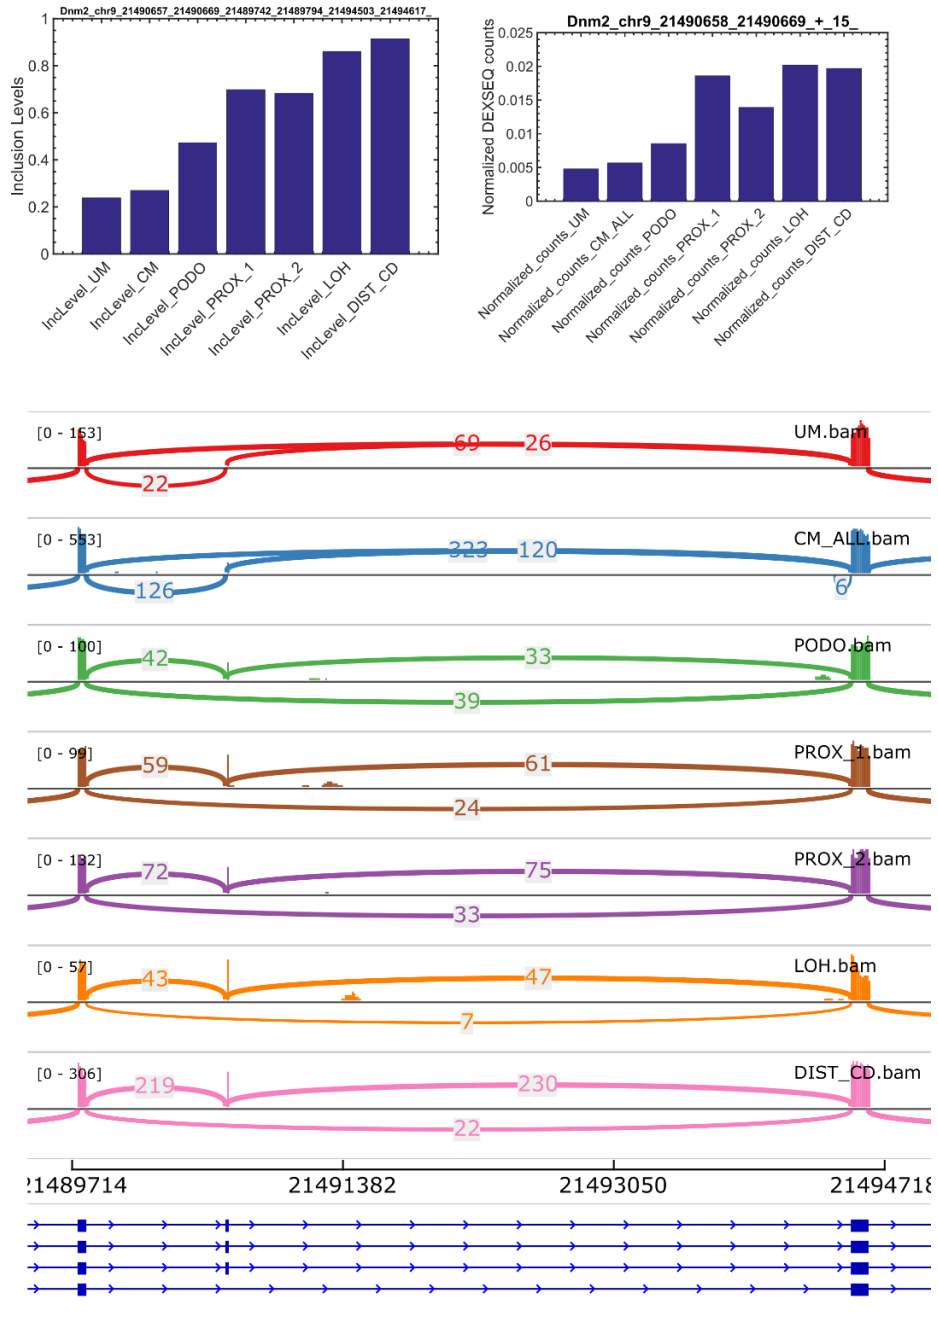 Dnm2_chr9_21490657_21490669_21489742_21489794_21494503_21494617_
Inclusion Levels
1
0.8
0.6
0.4
0.2
0
IncLevel_UM
IncLevel_CM
IncLevel_PODO
IncLevel_PROX_1
IncLevel_PROX_2
IncLevel_LOH
IncLevel_DIST_CD
Dnm2_chr9_21490658_21490669_+_15_
Normalized DEXSEQ counts
0.025
0.02
0.015
0.01
0.005
0
Normalized_counts_UM
Normalized_counts_CM_ALL
Normalized_counts_PODO
Normalized_counts_PROX_1
Normalized_counts_PROX_2
Normalized_counts_LOH
Normalized_counts_DIST_CD
[0 - 153]
69 26
UM.bam
22
[0 - 553]
323 120
CM_ALL.bam
126
6
[0 - 100]
42
33
PODO.bam
39
[0 - 99]
59
61
PROX_1.bam
24
[0 - 132]
72
75
PROX_2.bam
33
[0 - 57]
43
47
LOH.bam
7
[0 - 306]
219
230
DIST_CD.bam
22
21489714 21491382 21493050 21494718